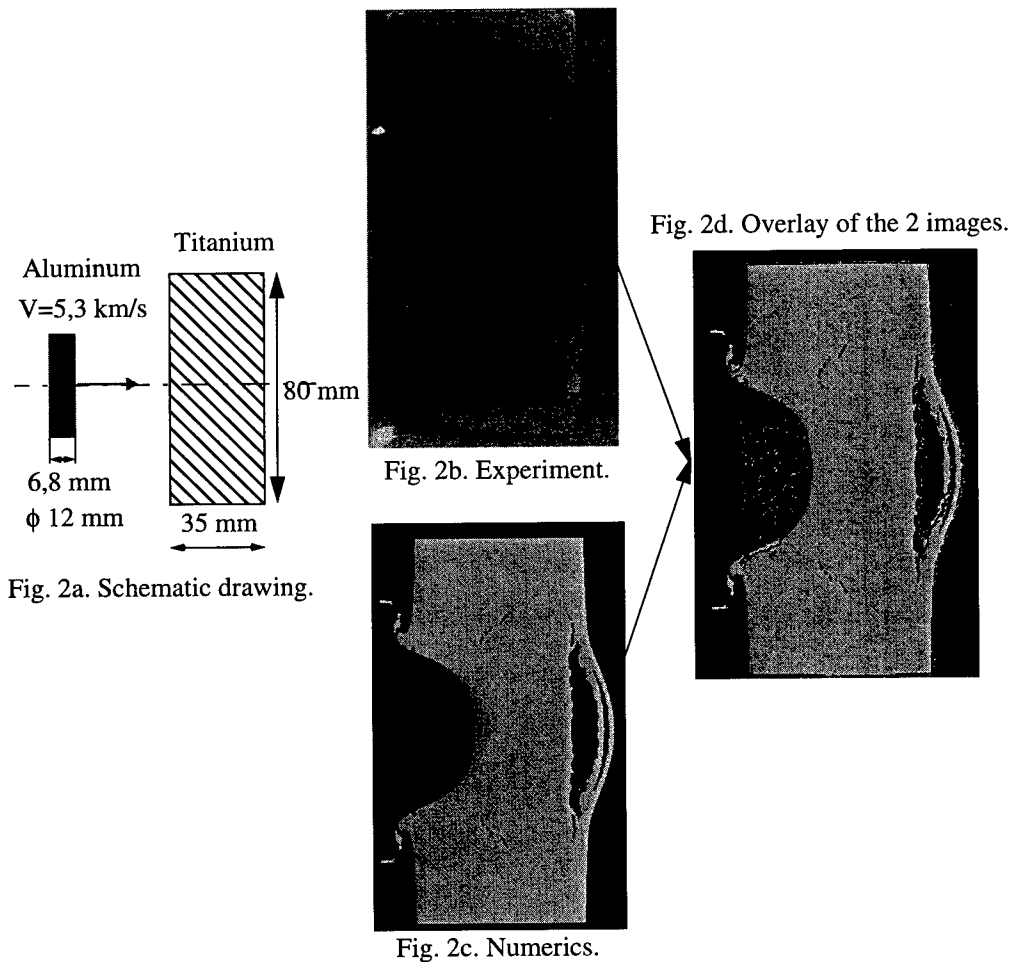 Titanium
Aluminum
V=5,3 km/s
80 mm
6,8 mm
ϕ 12 mm
35 mm
Fig. 2a. Schematic drawing.
Fig. 2b. Experiment.
Fig. 2c. Numerics.
Fig. 2d. Overlay of the 2 images.